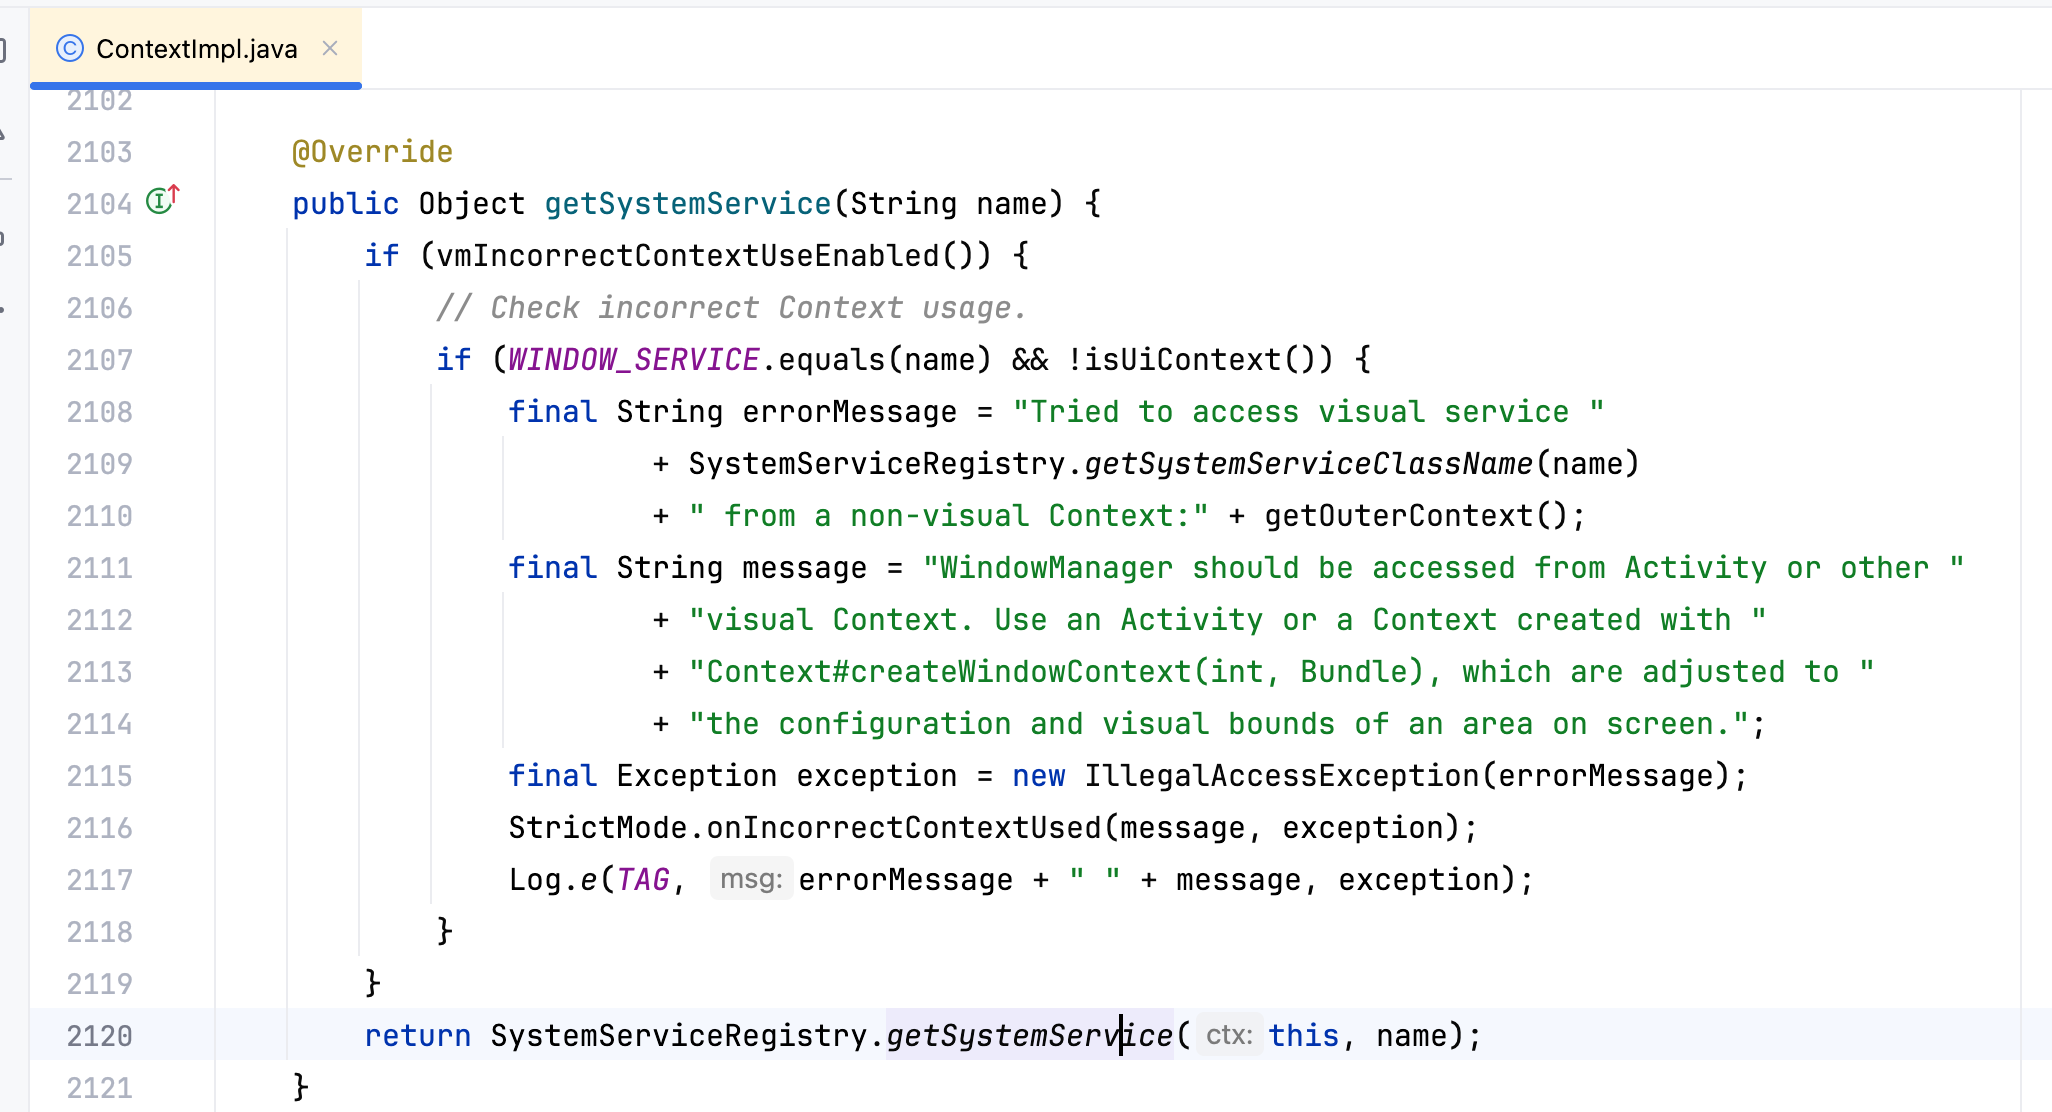 ContextImpl.java
2102
2103 @Override
2104 public Object getSystemService(String name) {
2105 if (vmIncorrectContextUseEnabled()) {
2106 // Check incorrect Context usage.
2107 if (WINDOW_SERVICE.equals(name) && !isUiContext()) {
2108 final String errorMessage = "Tried to access visual service "
2109 + SystemServiceRegistry.getSystemServiceClassName(name)
2110 + " from a non-visual Context:" + getOuterContext();
2111 final String message = "WindowManager should be accessed from Activity or other "
2112 + "visual Context. Use an Activity or a Context created with "
2113 + "Context#createWindowContext(int, Bundle), which are adjusted to "
2114 + "the configuration and visual bounds of an area on screen.";
2115 final Exception exception = new IllegalAccessException(errorMessage);
2116 StrictMode.onIncorrectContextUsed(message, exception);
2117 Log.e(TAG, msg: errorMessage + " " + message, exception);
2118 }
2119 }
2120 return SystemServiceRegistry.getSystemService( ctx: this, name);
2121 }